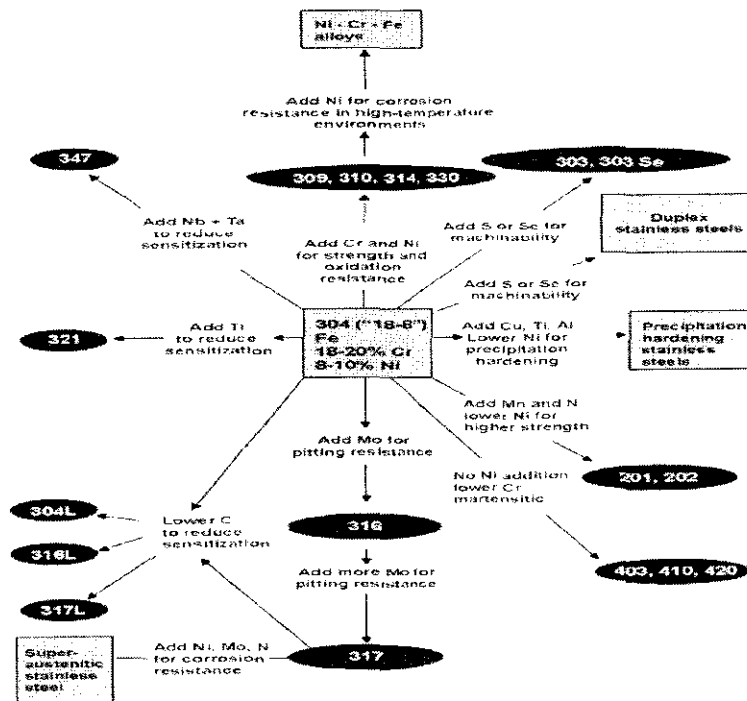 Ni - Cr - Fe
alloys
Add Ni for corrosion
resistance in high-temperature
environments
347
309, 310, 314, 330
303, 303 Se
Add Nb + Ta
to reduce
sensitization
Add Cr and Ni
for strength and
oxidation
resistance
Add S or Se for
machinability
Duplex
stainless steels
Add S or Se for
machinability
321
Add Ti
to reduce
sensitization
304 ("18-8")
Fe
18-20% Cr
8-10% Ni
Add Cu, Ti, Al
Lower Ni for
precipitation
hardening
Precipitation
hardening
stainless
steels
Add Mn and N
lower Ni for
higher strength
Add Mo for
pitting resistance
No Ni addition
lower Cr
martensitic
201, 202
304L
316L
317L
Lower C
to reduce
sensitization
316
403, 410, 420
Add more Mo for
pitting resistance
Super-
austenitic
stainless
steel
Add Ni, Mo, N
for corrosion
resistance
317